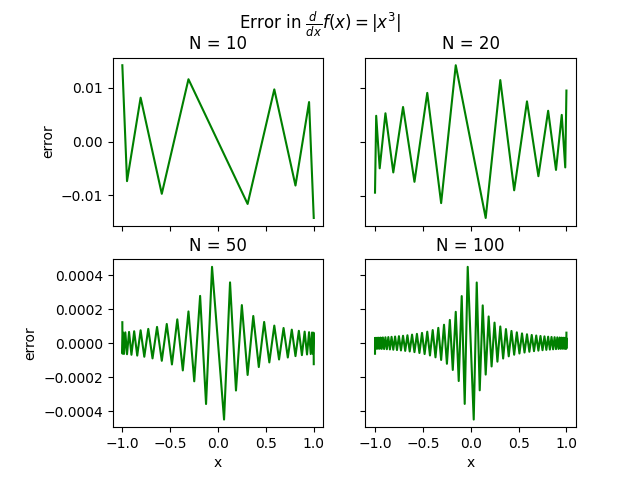 Error in d/dx f(x) = |x³|
N = 10 N = 20
error
0.01
0.00
−0.01
N = 50 N = 100
error
0.0004
0.0002
0.0000
−0.0002
−0.0004
−1.0 −0.5 0.0 0.5 1.0 −1.0 −0.5 0.0 0.5 1.0
x x